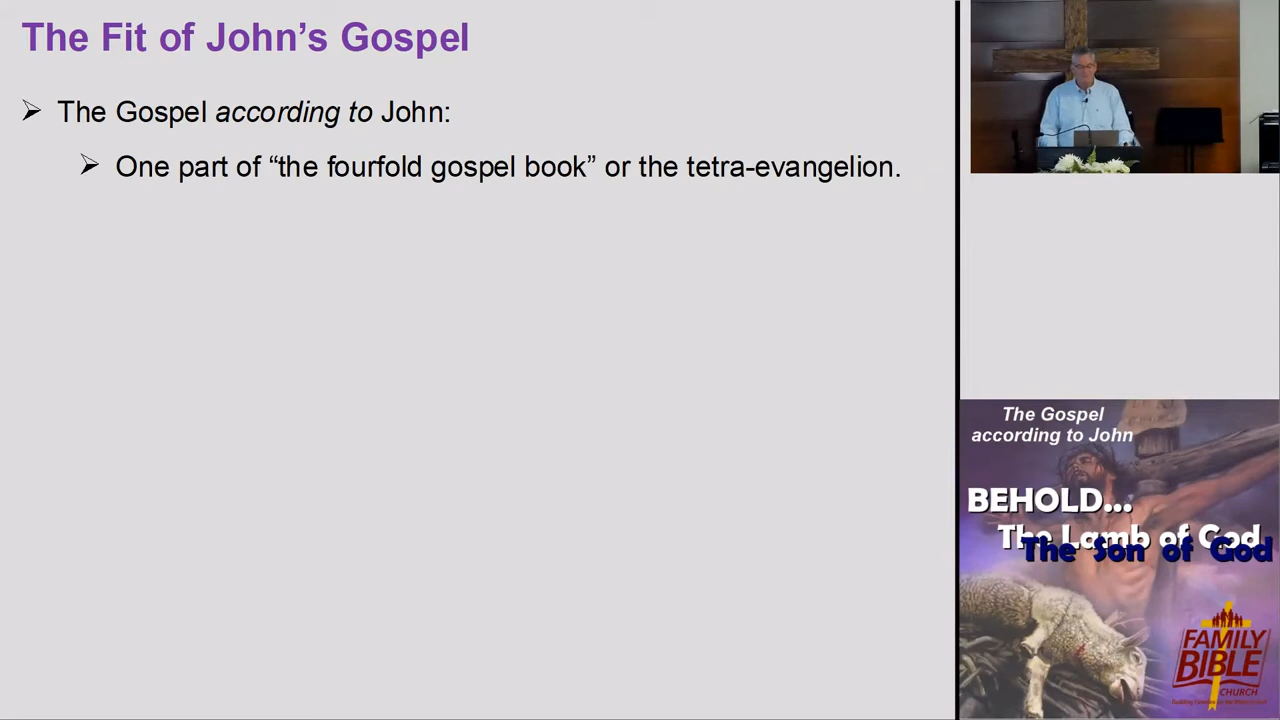 The Fit of John’s Gospel
➢ The Gospel according to John:
➢ One part of “the fourfold gospel book” or the tetra-evangelion.
The Gospel
according to John
BEHOLD...
The Lamb of God
The Son of God
FAMILY
BIBLE
CHURCH